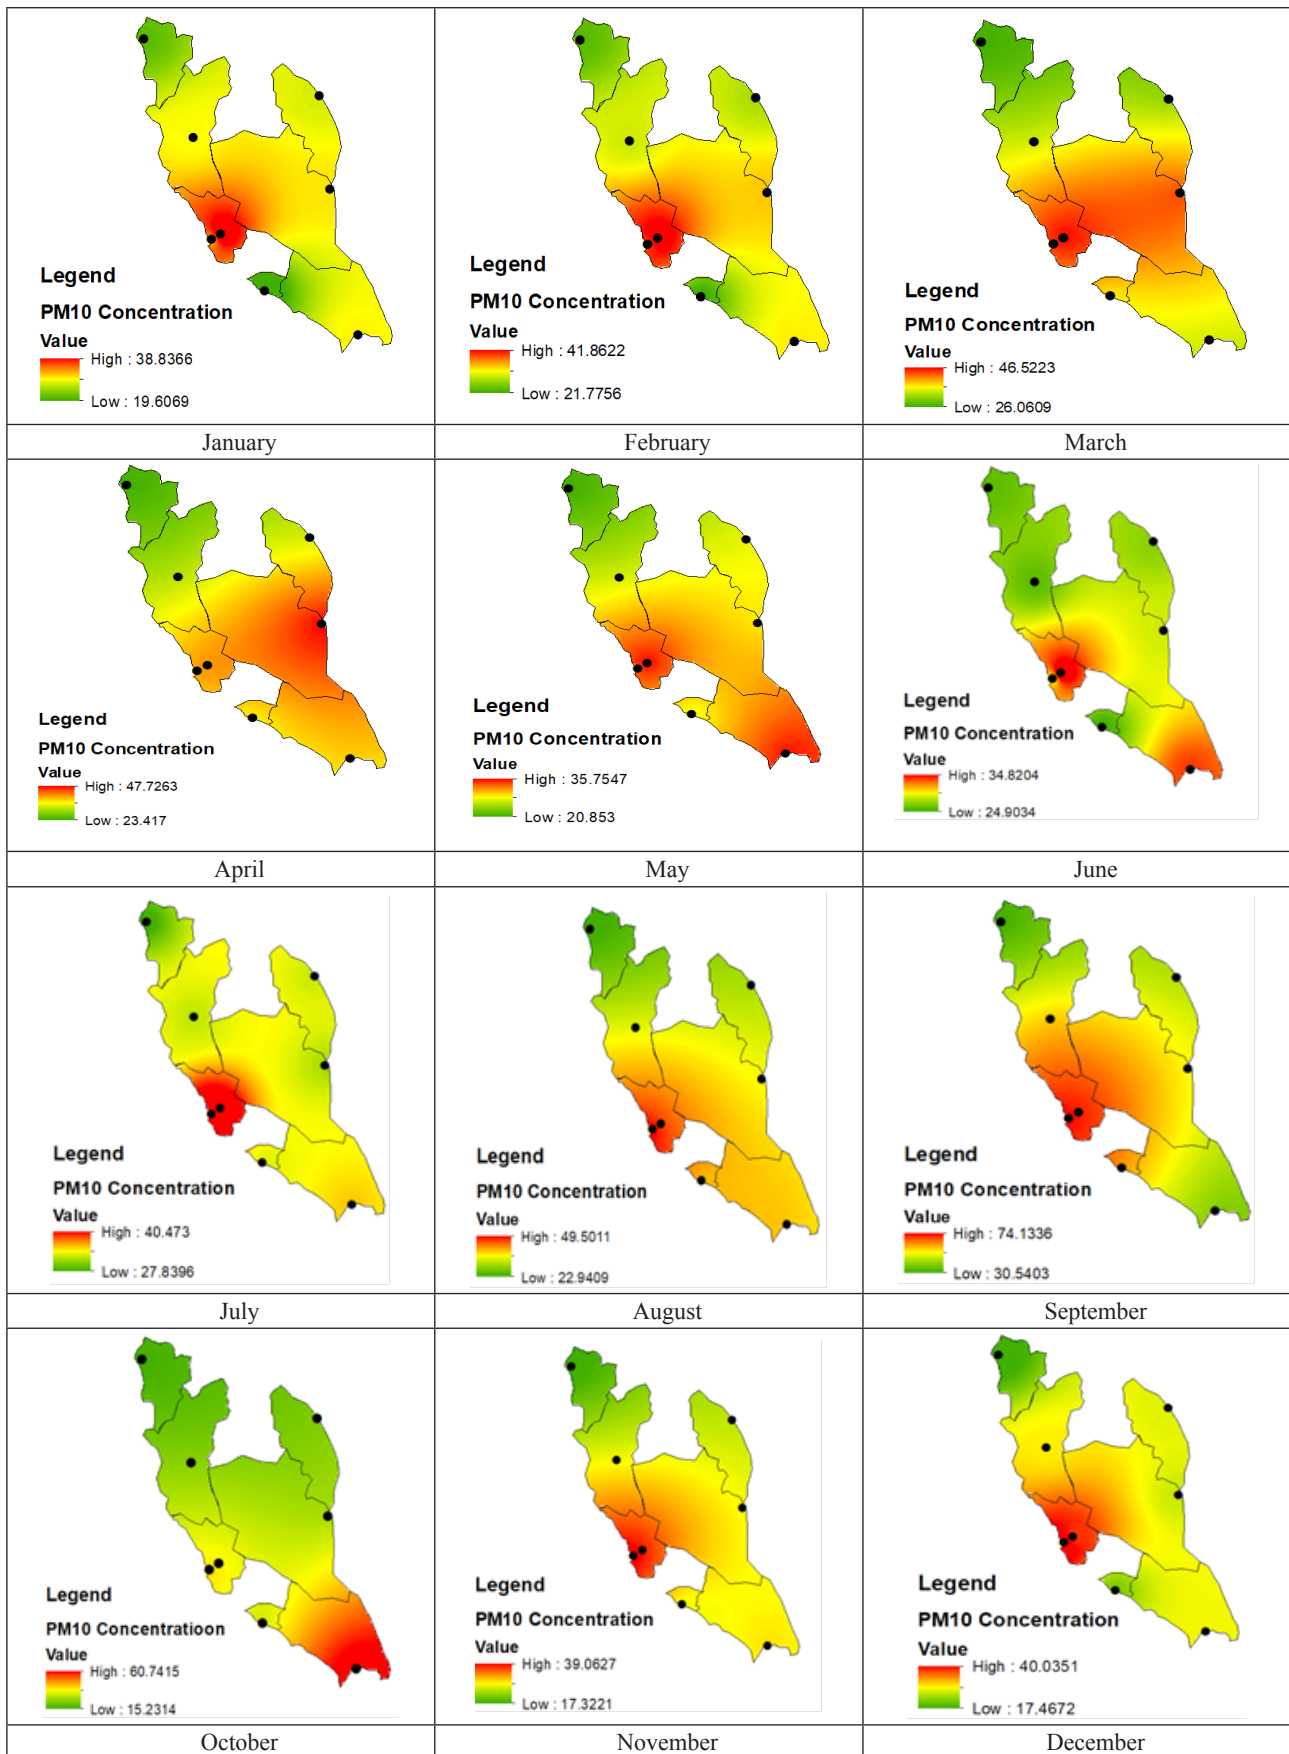 Legend
PM10 Concentration
Value
High : 38.8366
Low : 19.6069
January
Legend
PM10 Concentration
Value
High : 41.8622
Low : 21.7756
February
Legend
PM10 Concentration
Value
High : 46.5223
Low : 26.0609
March
Legend
PM10 Concentration
Value
High : 47.7263
Low : 23.417
April
Legend
PM10 Concentration
Value
High : 35.7547
Low : 20.853
May
Legend
PM10 Concentration
Value
High : 34.8204
Low : 24.9034
June
Legend
PM10 Concentration
Value
High : 40.473
Low : 27.8396
July
Legend
PM10 Concentration
Value
High : 49.5011
Low : 22.9409
August
Legend
PM10 Concentration
Value
High : 74.1336
Low : 30.5403
September
Legend
PM10 Concentratioon
Value
High : 60.7415
Low : 15.2314
October
Legend
PM10 Concentration
Value
High : 39.0627
Low : 17.3221
November
Legend
PM10 Concentration
Value
High : 40.0351
Low : 17.4672
December